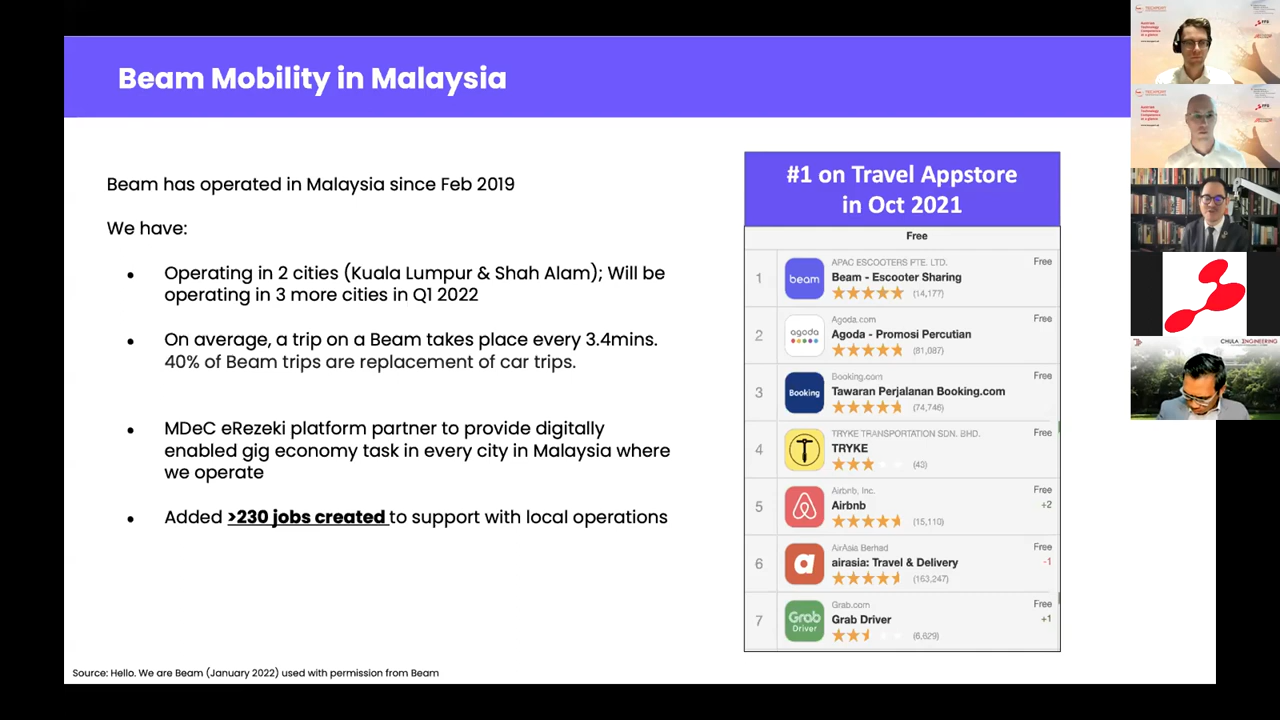 Beam Mobility in Malaysia
Beam has operated in Malaysia since Feb 2019
We have:
• Operating in 2 cities (Kuala Lumpur & Shah Alam); Will be
operating in 3 more cities in Q1 2022
• On average, a trip on a Beam takes place every 3.4mins.
40% of Beam trips are replacement of car trips.
• MDeC eRezeki platform partner to provide digitally
enabled gig economy task in every city in Malaysia where
we operate
• Added >230 jobs created to support with local operations
#1 on Travel Appstore
in Oct 2021
Free
1
beam
APAC ESCOOTERS PTE. LTD.
Beam - Escooter Sharing
(14,177)
Free
2
agoda
Agoda.com
Agoda - Promosi Percutian
(81,087)
Free
3
Booking
Booking.com
Tawaran Perjalanan Booking.com
(74,746)
Free
4
TRYKE TRANSPORTATION SDN. BHD.
TRYKE
(43)
Free
5
Airbnb, Inc.
Airbnb
(15,110)
Free
+2
6
a
AirAsia Berhad
airasia: Travel & Delivery
(163,247)
Free
-1
7
Grab
Driver
Grab.com
Grab Driver
(6,629)
Free
+1
Source: Hello. We are Beam (January 2022) used with permission from Beam
CHULA ENGINEERING